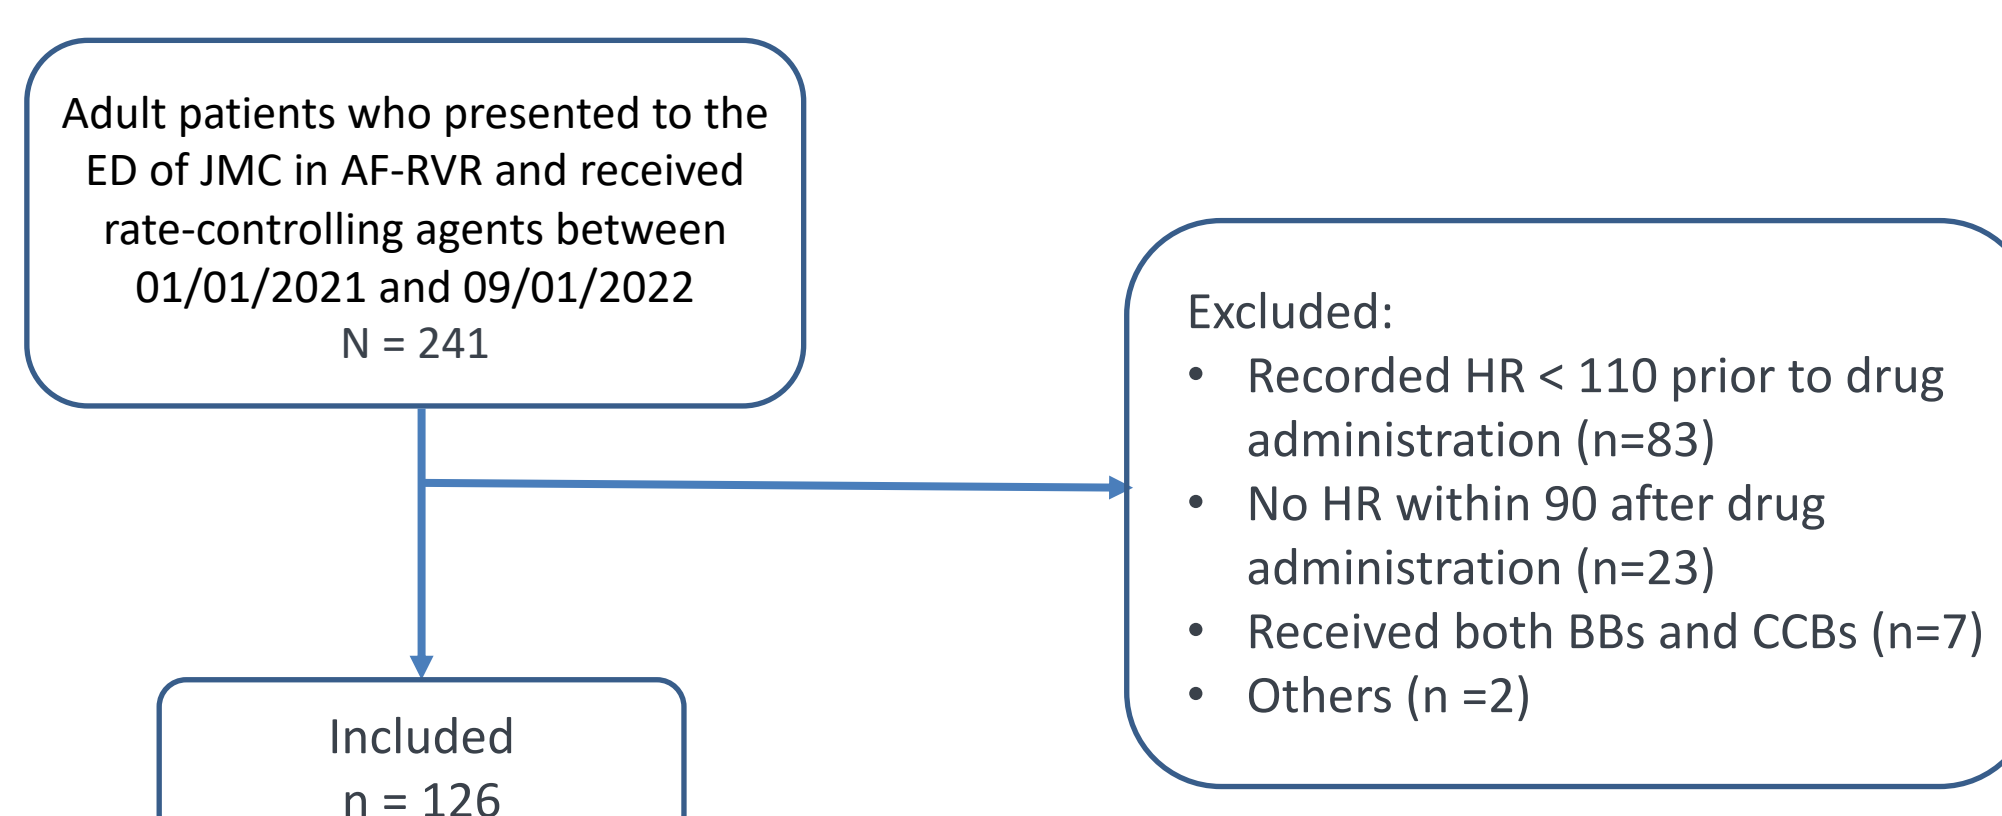 Adult patients who presented to the
ED of JMC in AF-RVR and received
rate-controlling agents between
01/01/2021 and 09/01/2022
N = 241
Excluded:
• Recorded HR < 110 prior to drug
administration (n=83)
• No HR within 90 after drug
administration (n=23)
• Received both BBs and CCBs (n=7)
• Others (n =2)
Included
n = 126